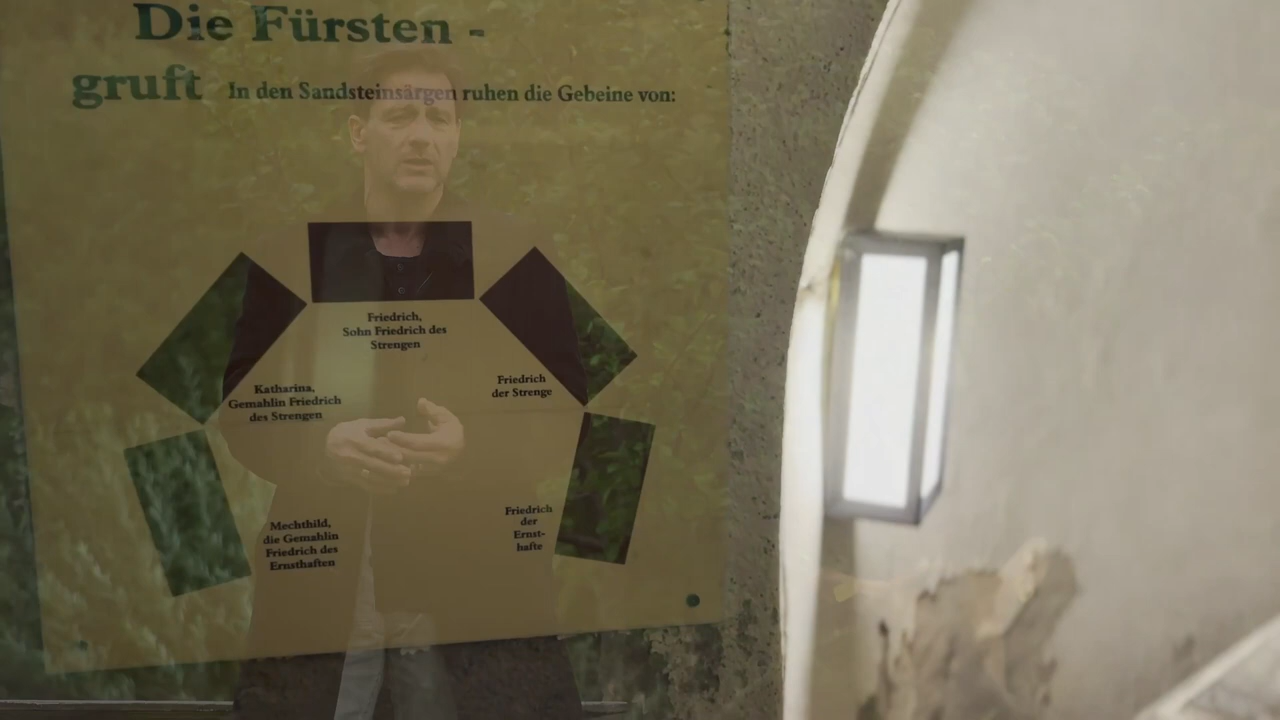 Die Fürsten -
gruft In den Sandsteinsärgen ruhen die Gebeine von:
Friedrich,
Sohn Friedrich des
Strengen
Katharina,
Gemahlin Friedrich
des Strengen
Friedrich
der Strenge
Mechthild,
die Gemahlin
Friedrich des
Ernsthaften
Friedrich
der
Ernst-
hafte